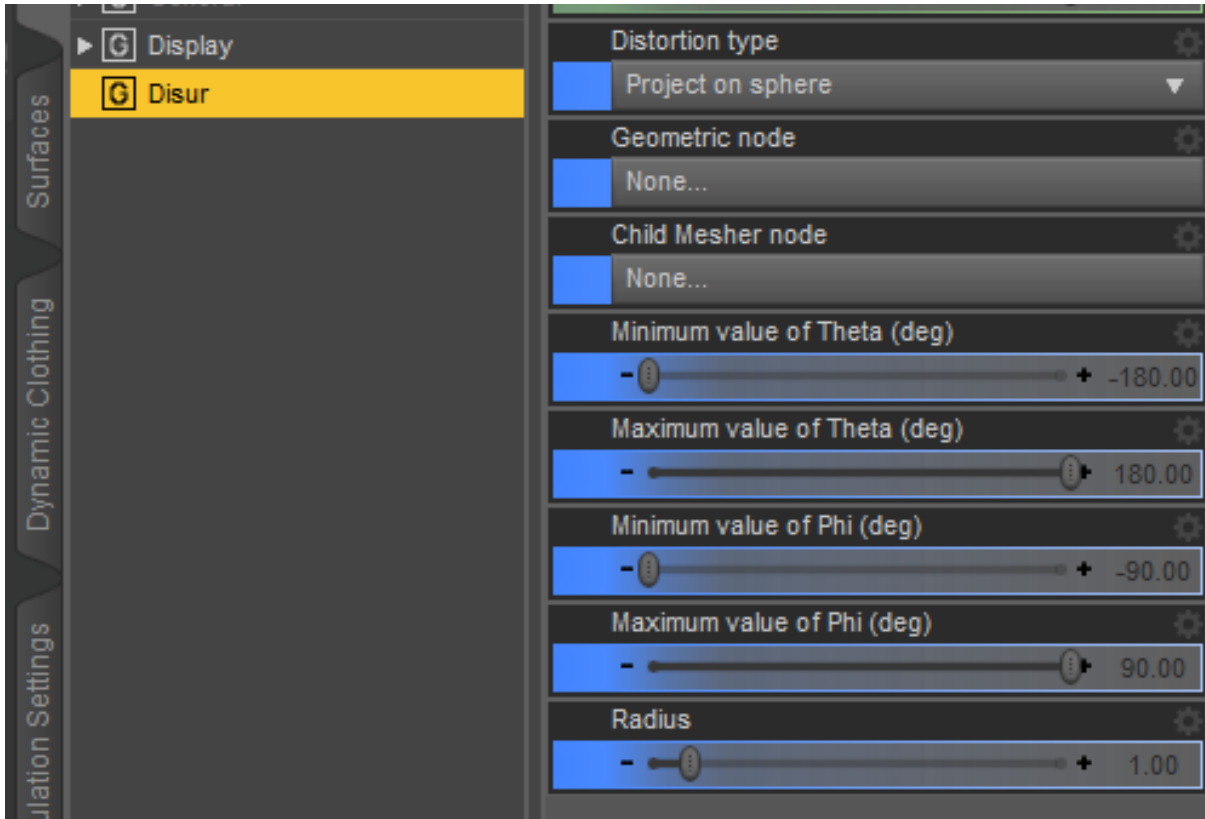 Surfaces
Dynamic Clothing
ulation Settings
G General
G Display
G Disur
Distortion type
Project on sphere
Geometric node
None...
Child Mesher node
None...
Minimum value of Theta (deg)
- + -180.00
Maximum value of Theta (deg)
- + 180.00
Minimum value of Phi (deg)
- + -90.00
Maximum value of Phi (deg)
- + 90.00
Radius
- + 1.00